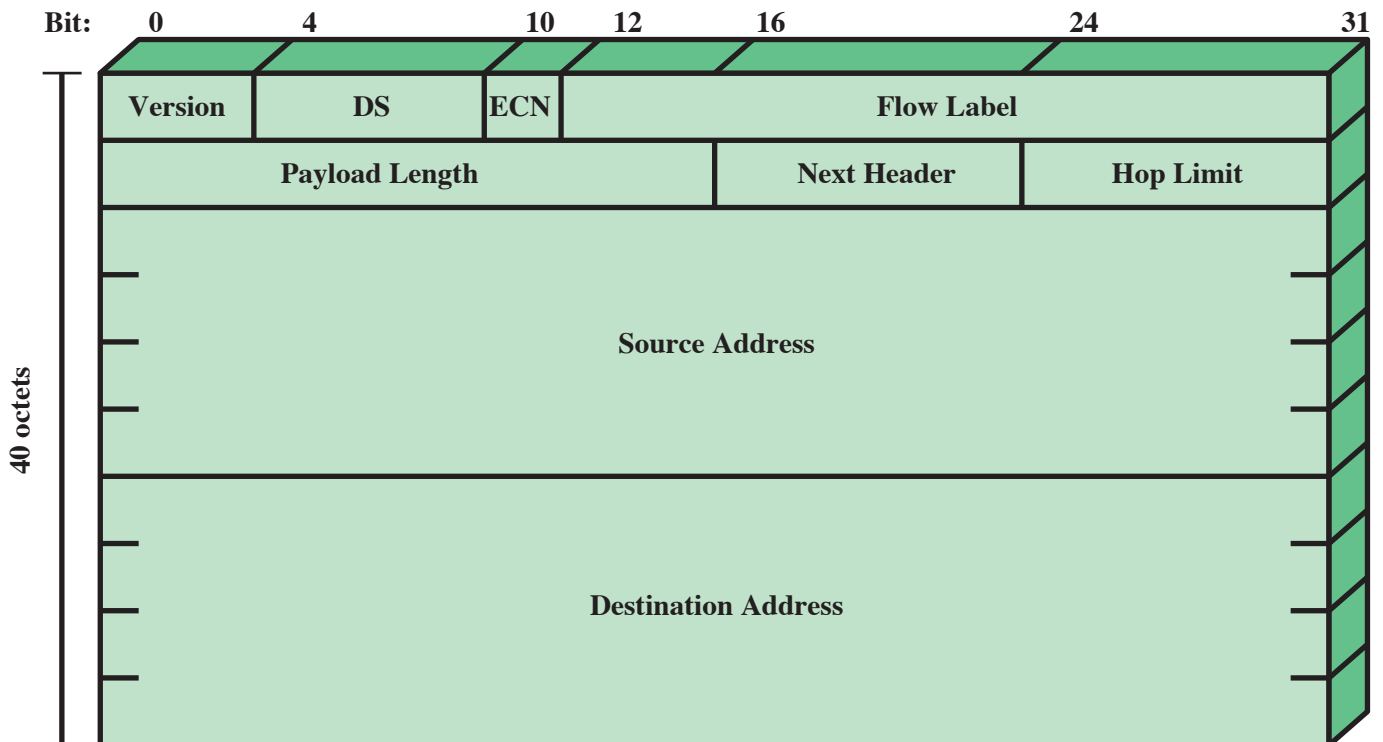 Bit: 0 4 10 12 16 24 31
Version DS ECN Flow Label
Payload Length Next Header Hop Limit
Source Address
40 octets
Destination Address